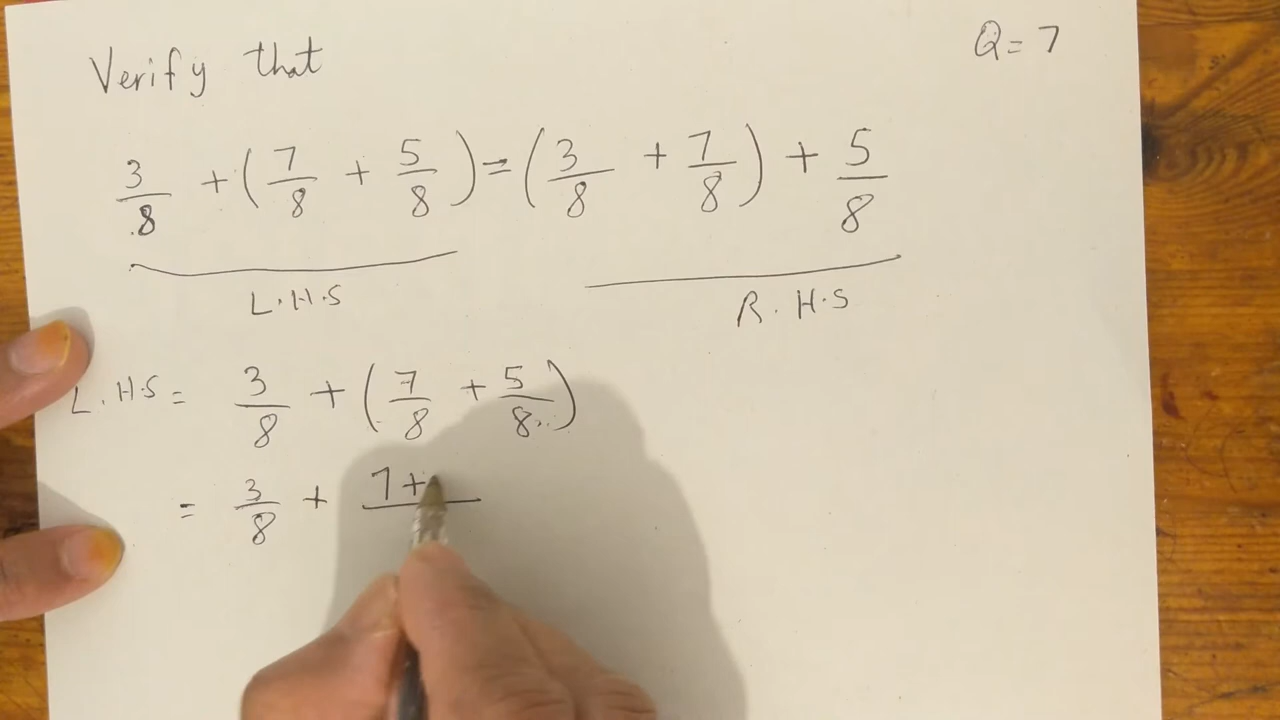 Verify that
Q = 7
3/8 + (7/8 + 5/8) = (3/8 + 7/8) + 5/8
L.H.S
R.H.S
L.H.S = 3/8 + (7/8 + 5/8)
= 3/8 + 7+